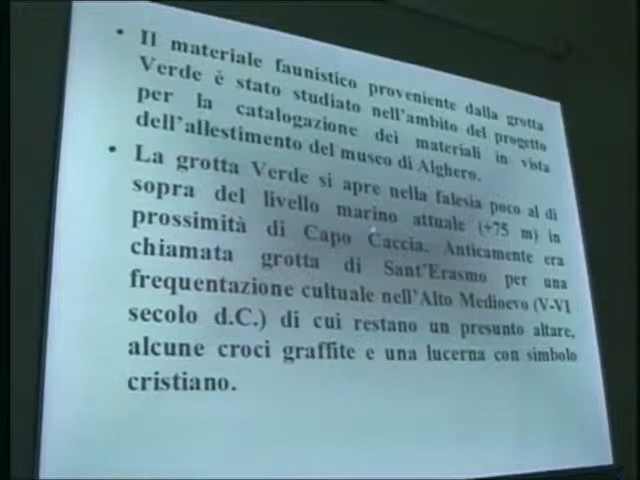 • Il materiale faunistico proveniente dalla grotta
Verde è stato studiato nell'ambito del progetto
per la catalogazione dei materiali in vista
dell'allestimento del museo di Alghero.
• La grotta Verde si apre nella falesia poco al di
sopra del livello marino attuale (+75 m) in
prossimità di Capo Caccia. Anticamente era
chiamata grotta di Sant'Erasmo per una
frequentazione cultuale nell'Alto Medioevo (V-VI
secolo d.C.) di cui restano un presunto altare,
alcune croci graffite e una lucerna con simbolo
cristiano.